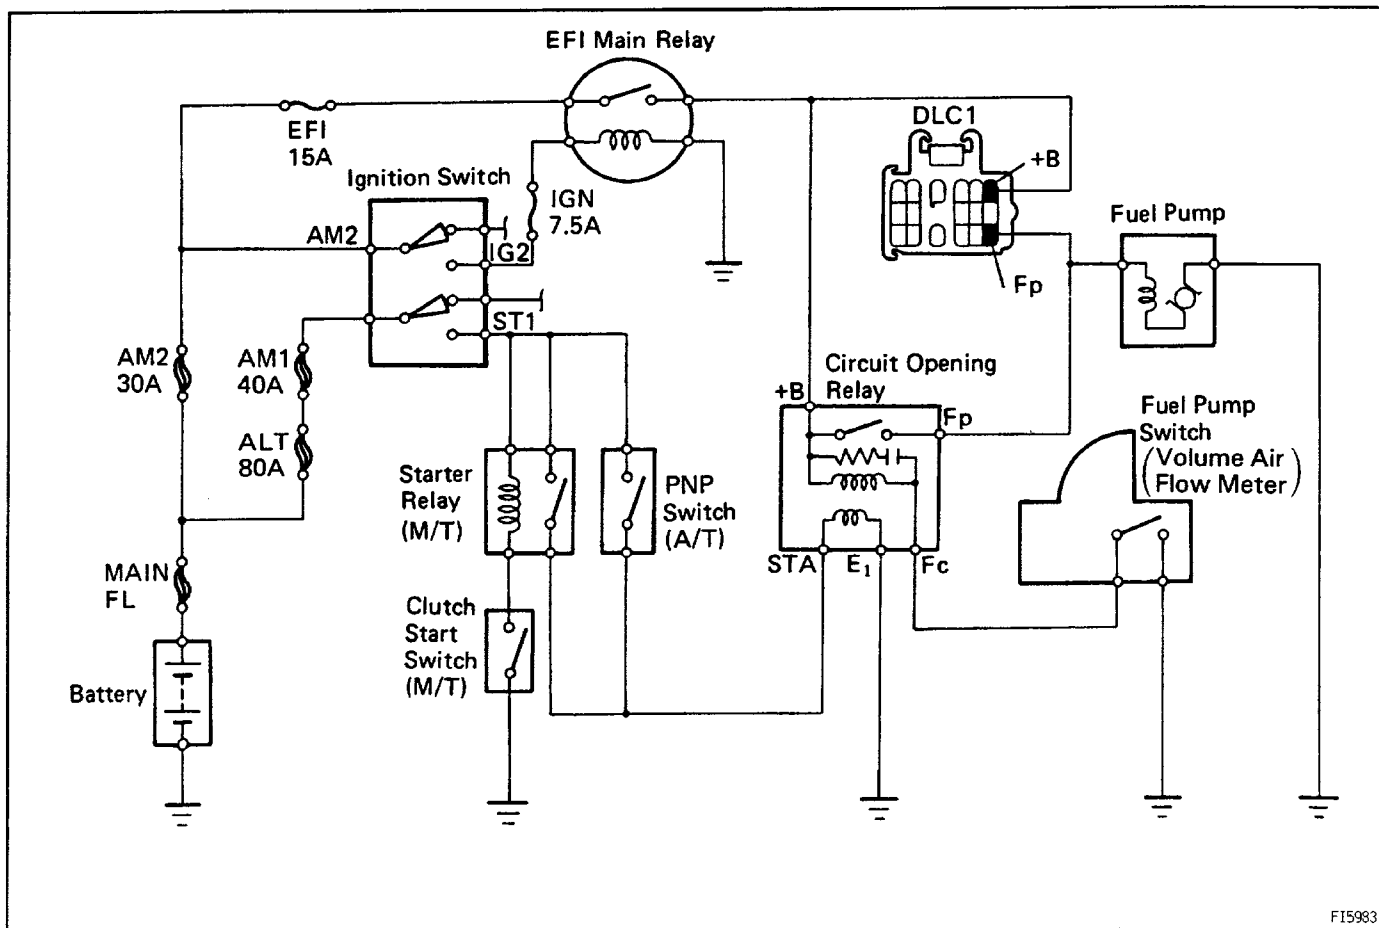 EFI Main Relay
EFI
15A
DLC1
+B
Ignition Switch
IGN
7.5A
AM2
IG2
Fuel Pump
Fp
ST1
AM2
30A
AM1
40A
Circuit Opening
Relay
+B
Fp
Fuel Pump
Switch
(Volume Air
Flow Meter)
ALT
80A
Starter
Relay
(M/T)
PNP
Switch
(A/T)
STA
E1
Fc
MAIN
FL
Clutch
Start
Switch
(M/T)
Battery
FI5983